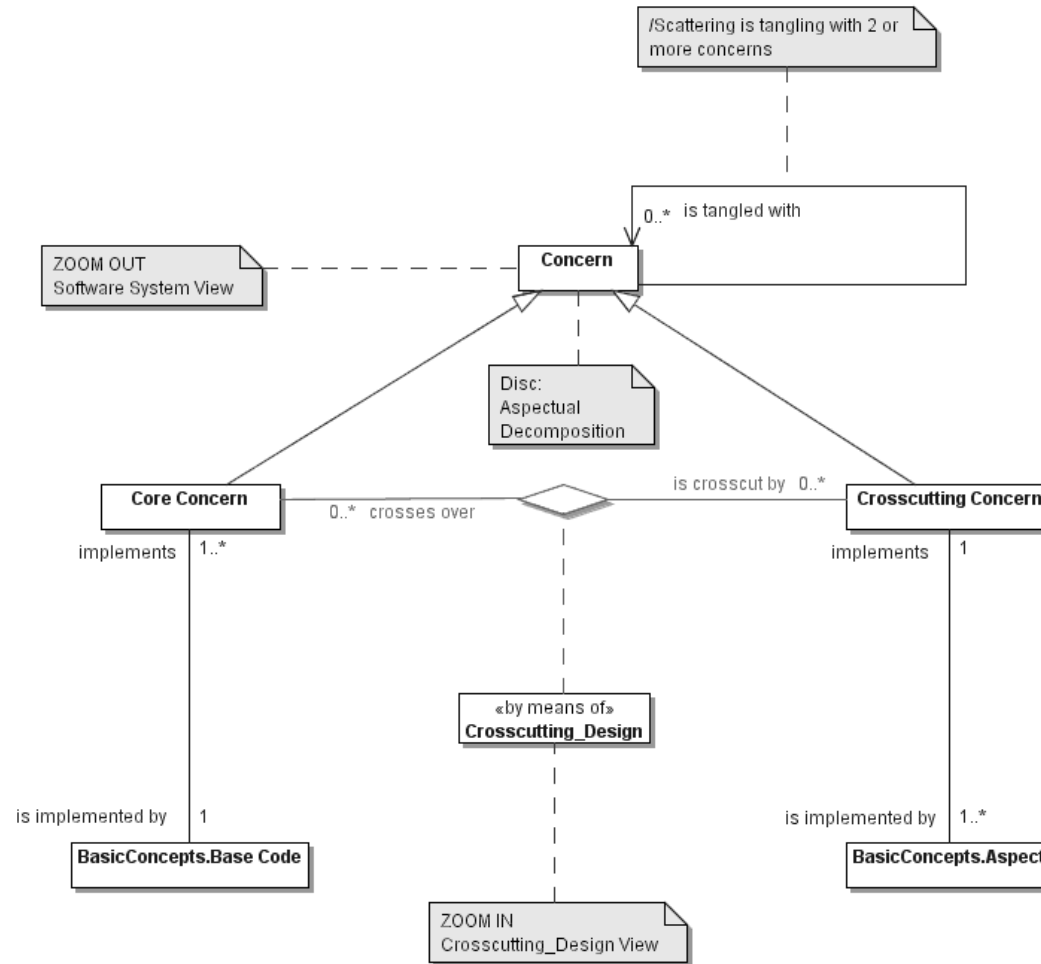 /Scattering is tangling with 2 or
more concerns
0..* is tangled with
Concern
ZOOM OUT
Software System View
Disc:
Aspectual
Decomposition
Core Concern
0..* crosses over
is crosscut by 0..*
Crosscutting Concern
implements 1..*
implements 1
«by means of»
Crosscutting_Design
is implemented by 1
is implemented by 1..*
BasicConcepts.Base Code
BasicConcepts.Aspect
ZOOM IN
Crosscutting_Design View